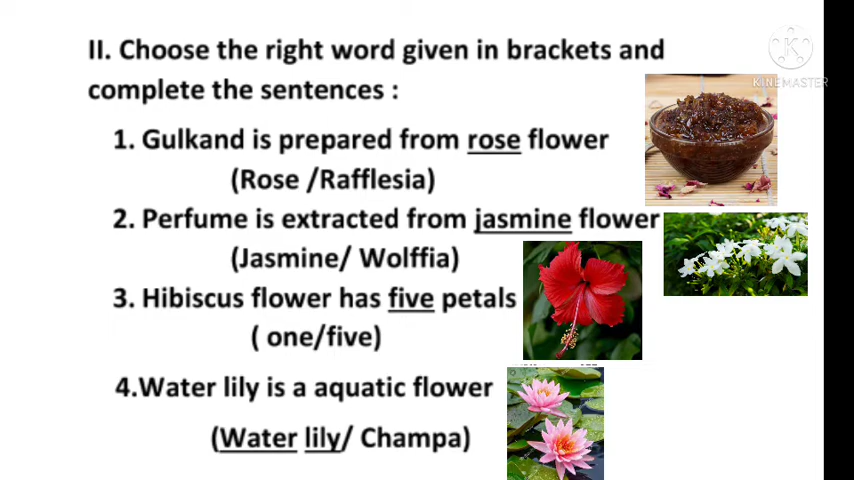 II. Choose the right word given in brackets and
complete the sentences :
1. Gulkand is prepared from rose flower
(Rose /Rafflesia)
2. Perfume is extracted from jasmine flower
(Jasmine/ Wolffia)
3. Hibiscus flower has five petals
( one/five)
4.Water lily is a aquatic flower
(Water lily/ Champa)
KINEMASTER